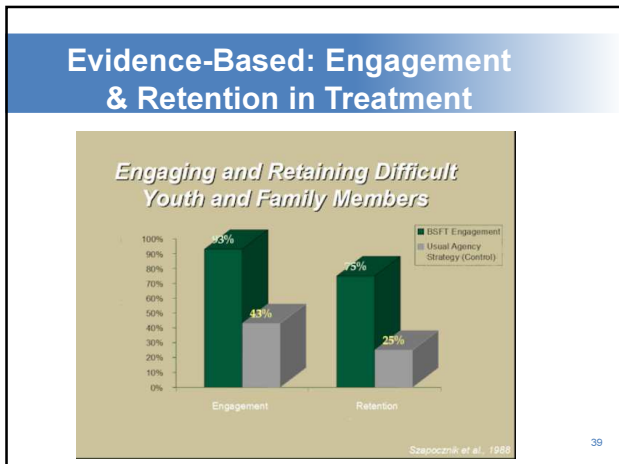 Evidence-Based: Engagement
& Retention in Treatment
Engaging and Retaining Difficult
Youth and Family Members
BSFT Engagement
Usual Agency
Strategy (Control)
100%
90%
80%
70%
60%
50%
40%
30%
20%
10%
0%
93%
43%
75%
25%
Engagement
Retention
Szapocznik et al., 1988
39